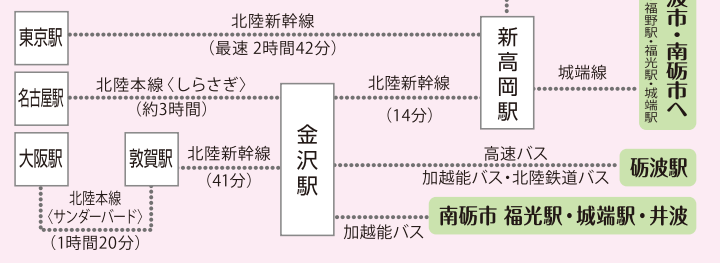 東京駅
北陸新幹線
（最速 2時間42分）
新高岡駅
名古屋駅
北陸本線〈しらさぎ〉
（約3時間）
金沢駅
北陸新幹線
（14分）
城端線
波市・南砺市へ
福野駅・福光駅・城端駅
大阪駅
敦賀駅
北陸新幹線
（41分）
北陸本線
〈サンダーバード〉
（1時間20分）
高速バス
加越能バス・北陸鉄道バス
砺波駅
加越能バス
南砺市 福光駅・城端駅・井波